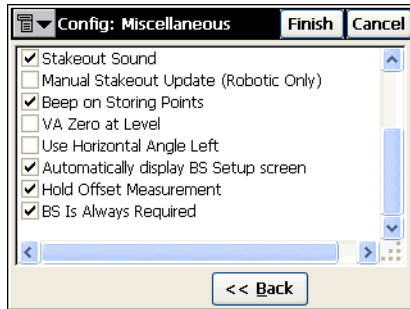 Config: Miscellaneous Finish Cancel
Stakeout Sound
Manual Stakeout Update (Robotic Only)
Beep on Storing Points
VA Zero at Level
Use Horizontal Angle Left
Automatically display BS Setup screen
Hold Offset Measurement
BS Is Always Required
<< Back